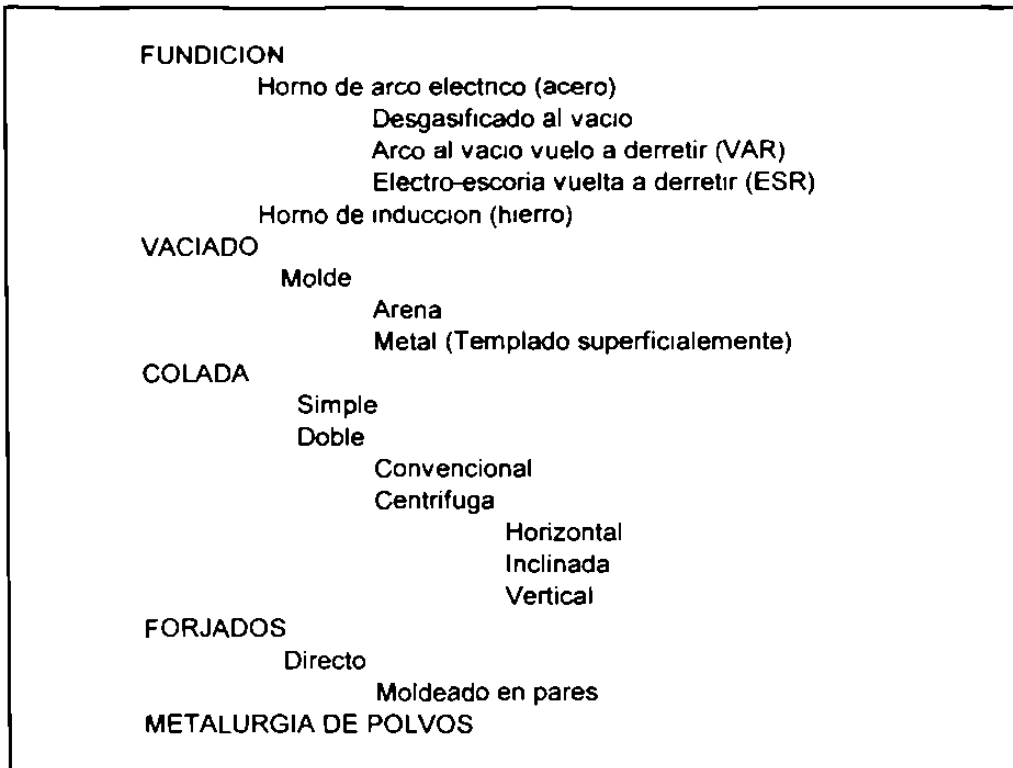 FUNDICION
Horno de arco electrico (acero)
Desgasificado al vacio
Arco al vacio vuelo a derretir (VAR)
Electro-escoria vuelta a derretir (ESR)
Horno de induccion (hierro)
VACIADO
Molde
Arena
Metal (Templado superficialemente)
COLADA
Simple
Doble
Convencional
Centrifuga
Horizontal
Inclinada
Vertical
FORJADOS
Directo
Moldeado en pares
METALURGIA DE POLVOS